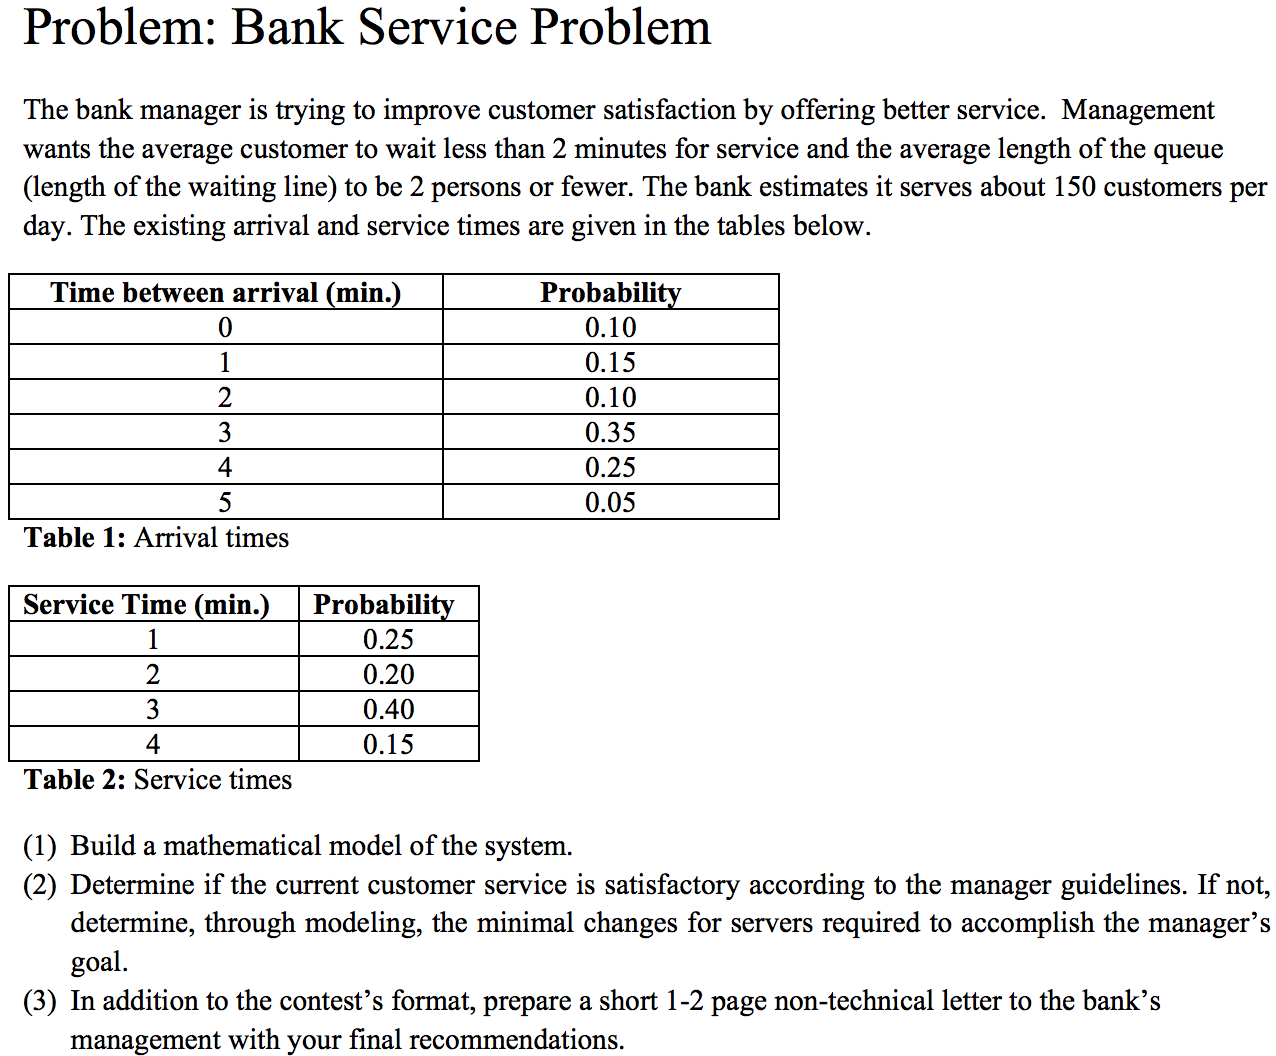 Problem: Bank Service Problem
The bank manager is trying to improve customer satisfaction by offering better service.  Management
wants the average customer to wait less than 2 minutes for service and the average length of the queue
(length of the waiting line) to be 2 persons or fewer. The bank estimates it serves about 150 customers per
day. The existing arrival and service times are given in the tables below.
Time between arrival (min.) Probability
0 0.10
1 0.15
2 0.10
3 0.35
4 0.25
5 0.05
Table 1: Arrival times
Service Time (min.) Probability
1 0.25
2 0.20
3 0.40
4 0.15
Table 2: Service times
(1) Build a mathematical model of the system.
(2) Determine if the current customer service is satisfactory according to the manager guidelines. If not,
determine, through modeling, the minimal changes for servers required to accomplish the manager's
goal.
(3) In addition to the contest's format, prepare a short 1-2 page non-technical letter to the bank's
management with your final recommendations.